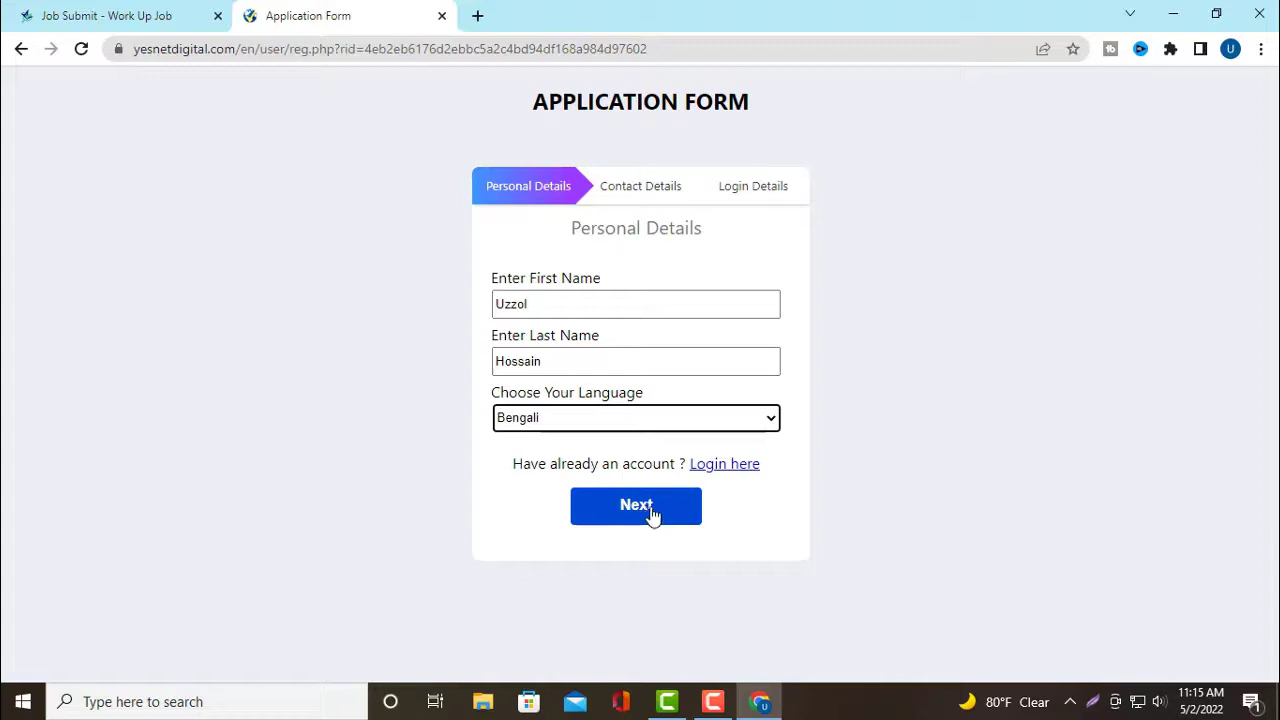 Job Submit - Work Up Job
Application Form
yesnetdigital.com/en/user/reg.php?rid=4eb2eb6176d2ebbc5a2c4bd94df168a984d97602
U
APPLICATION FORM
Personal Details
Contact Details
Login Details
Personal Details
Enter First Name
Uzzol
Enter Last Name
Hossain
Choose Your Language
Bengali
Have already an account ? Login here
Next
Type here to search
80°F Clear
11:15 AM
5/2/2022
1